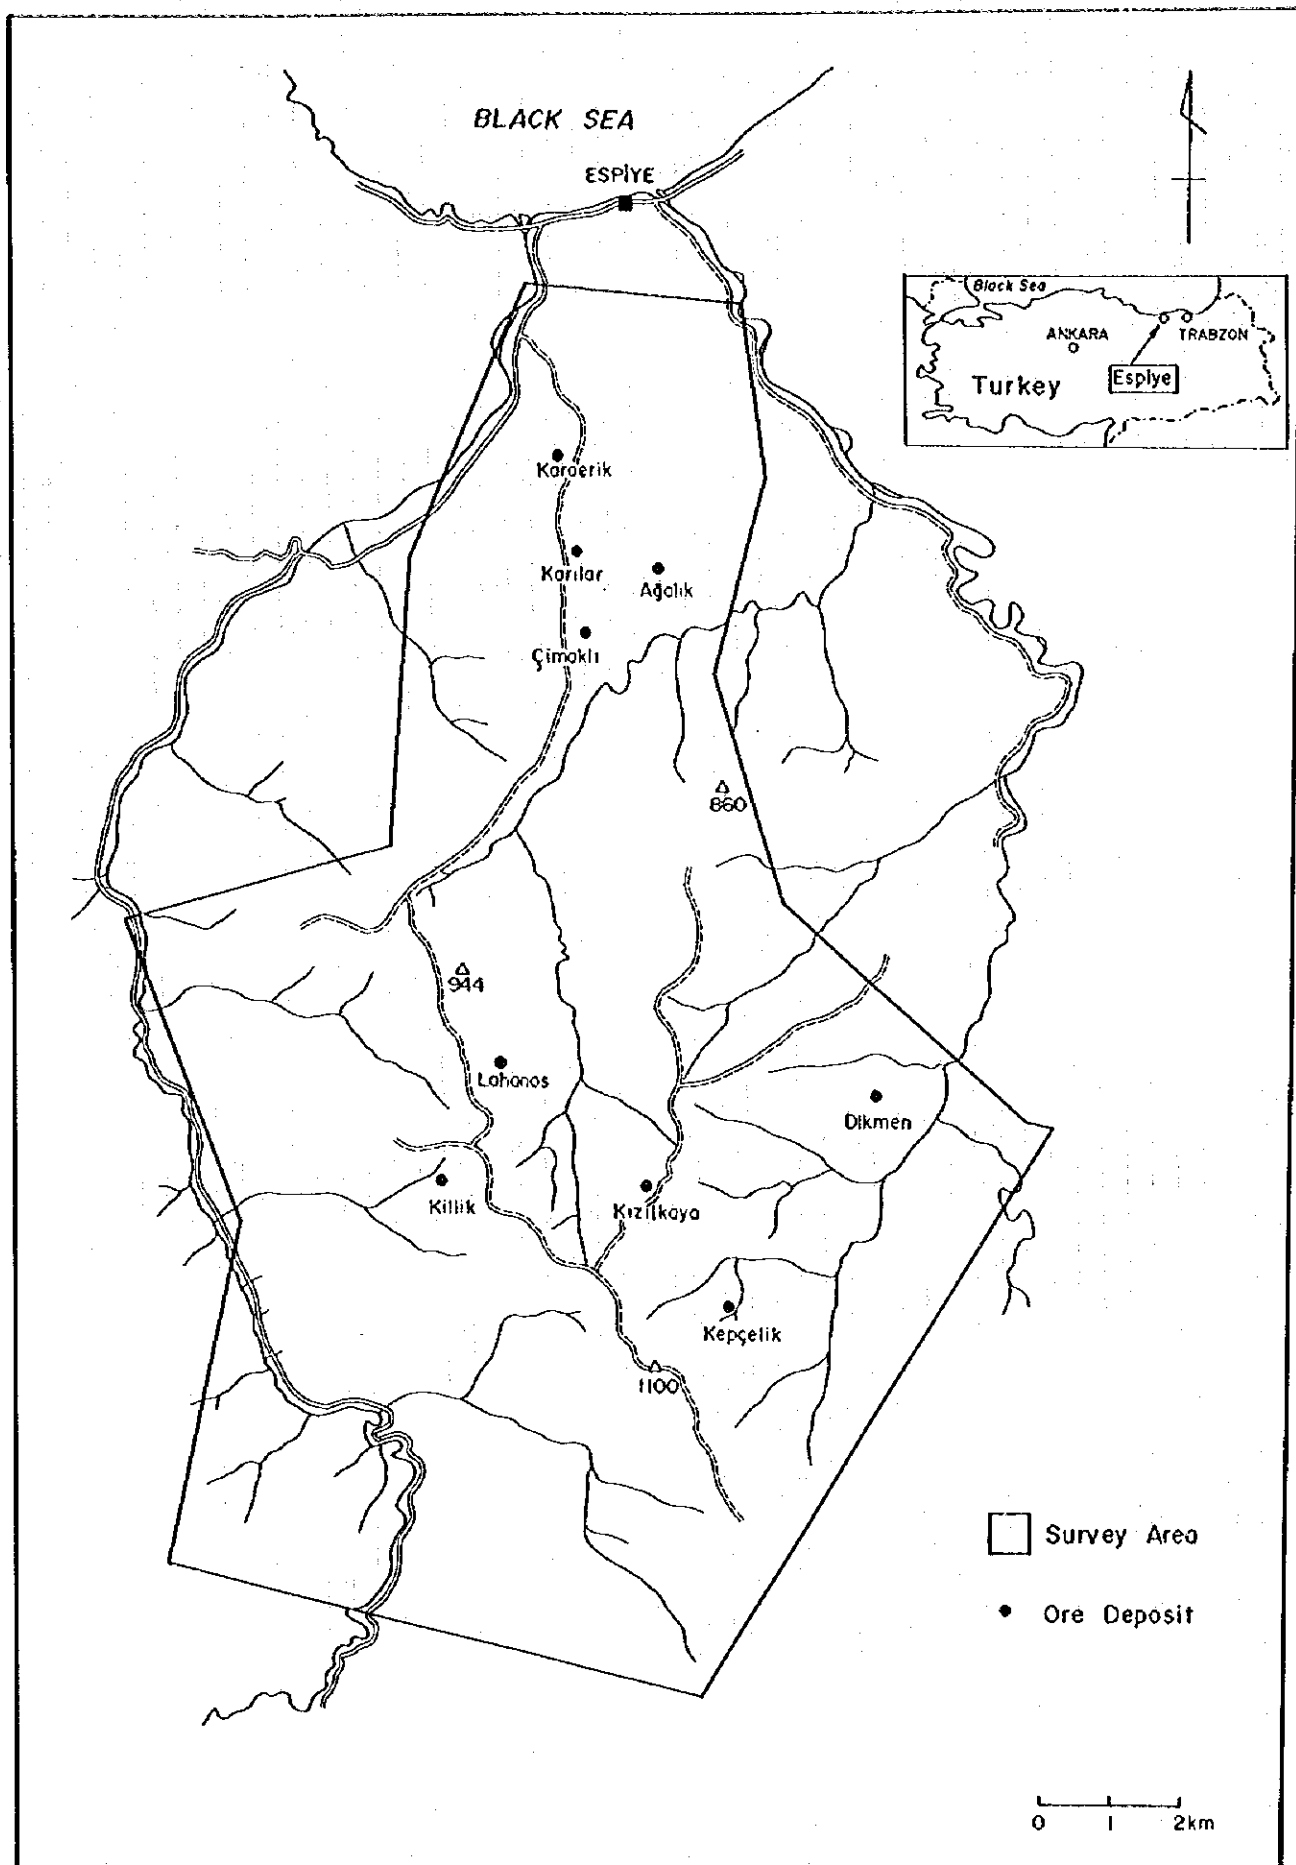 BLACK SEA
ESPİYE
Black Sea
ANKARA
TRABZON
Espiye
Turkey
Karaerik
Karılar
Ağalık
Çimaklı
860
944
Lahanos
Dikmen
Killik
Kızılkaya
Kepçelik
1100
Survey Area
Ore Deposit
0 1 2km